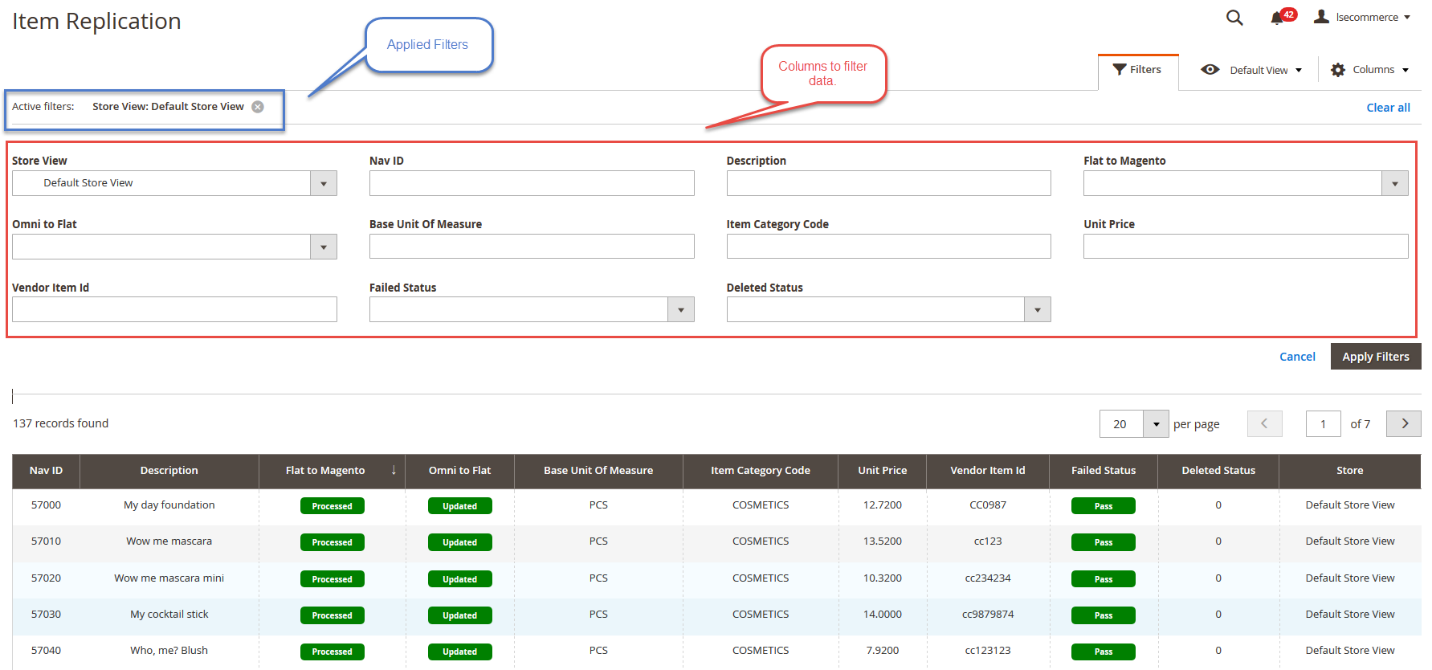 Item Replication
42
lsecommerce
Applied Filters
Columns to filter
data.
Filters
Default View
Columns
Active filters: Store View: Default Store View
Clear all
Store View Nav ID Description Flat to Magento
Default Store View
Omni to Flat Base Unit Of Measure Item Category Code Unit Price
Vendor Item Id Failed Status Deleted Status
Cancel Apply Filters
137 records found
20 per page 1 of 7
Nav ID Description Flat to Magento ↓ Omni to Flat Base Unit Of Measure Item Category Code Unit Price Vendor Item Id Failed Status Deleted Status Store
57000 My day foundation Processed Updated PCS COSMETICS 12.7200 CC0987 Pass 0 Default Store View
57010 Wow me mascara Processed Updated PCS COSMETICS 13.5200 cc123 Pass 0 Default Store View
57020 Wow me mascara mini Processed Updated PCS COSMETICS 10.3200 cc234234 Pass 0 Default Store View
57030 My cocktail stick Processed Updated PCS COSMETICS 14.0000 cc9879874 Pass 0 Default Store View
57040 Who, me? Blush Processed Updated PCS COSMETICS 7.9200 cc123123 Pass 0 Default Store View